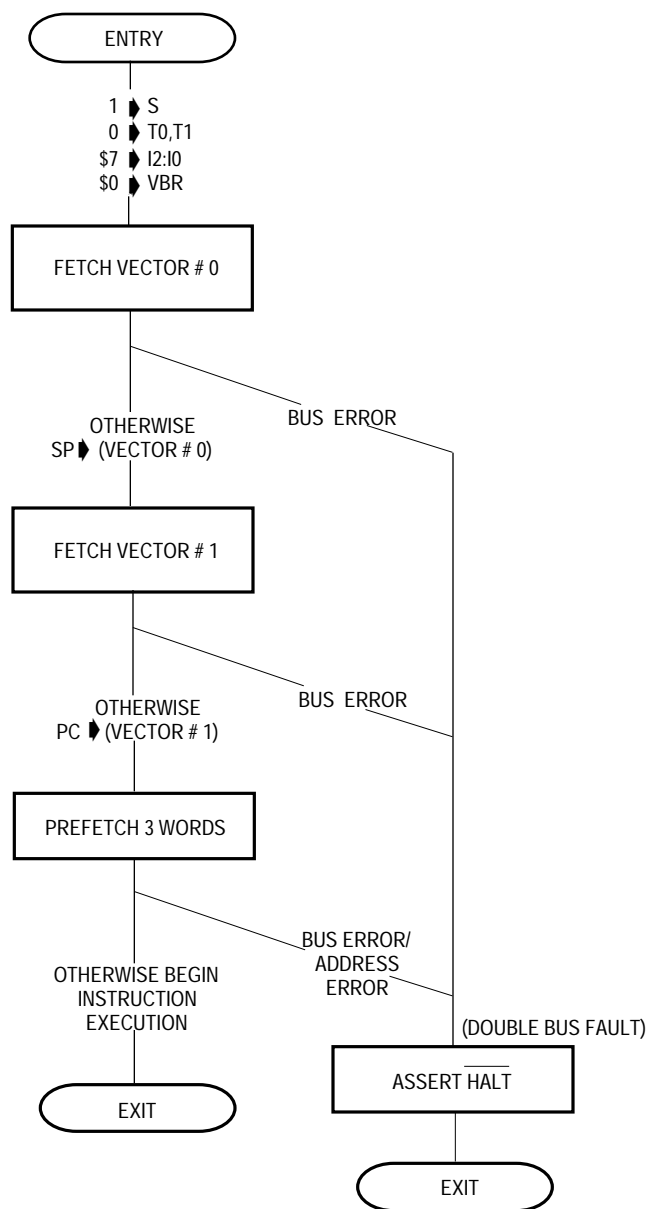 ENTRY
1 ➧ S
0 ➧ T0,T1
$7 ➧ I2:I0
$0 ➧ VBR
FETCH VECTOR # 0
BUS ERROR
OTHERWISE
SP ➧ (VECTOR # 0)
FETCH VECTOR # 1
BUS ERROR
OTHERWISE
PC ➧ (VECTOR # 1)
PREFETCH 3 WORDS
BUS ERROR/
ADDRESS
ERROR
OTHERWISE BEGIN
INSTRUCTION
EXECUTION
(DOUBLE BUS FAULT)
ASSERT H̅A̅L̅T̅
EXIT
EXIT